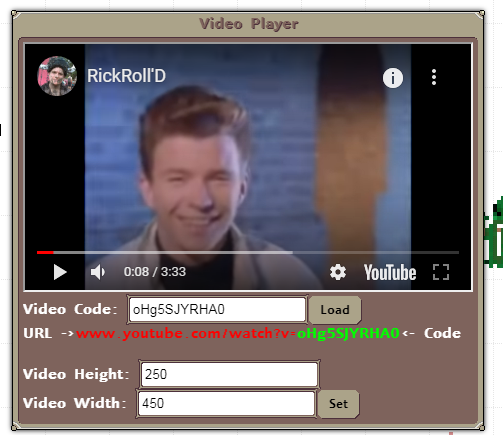 Video Player
RickRoll'D
0:08 / 3:33
YouTube
Video Code: oHg5SJYRHA0 Load
URL ->www.youtube.com/watch?v=oHg5SJYRHA0<- Code
Video Height: 250
Video Width: 450 Set